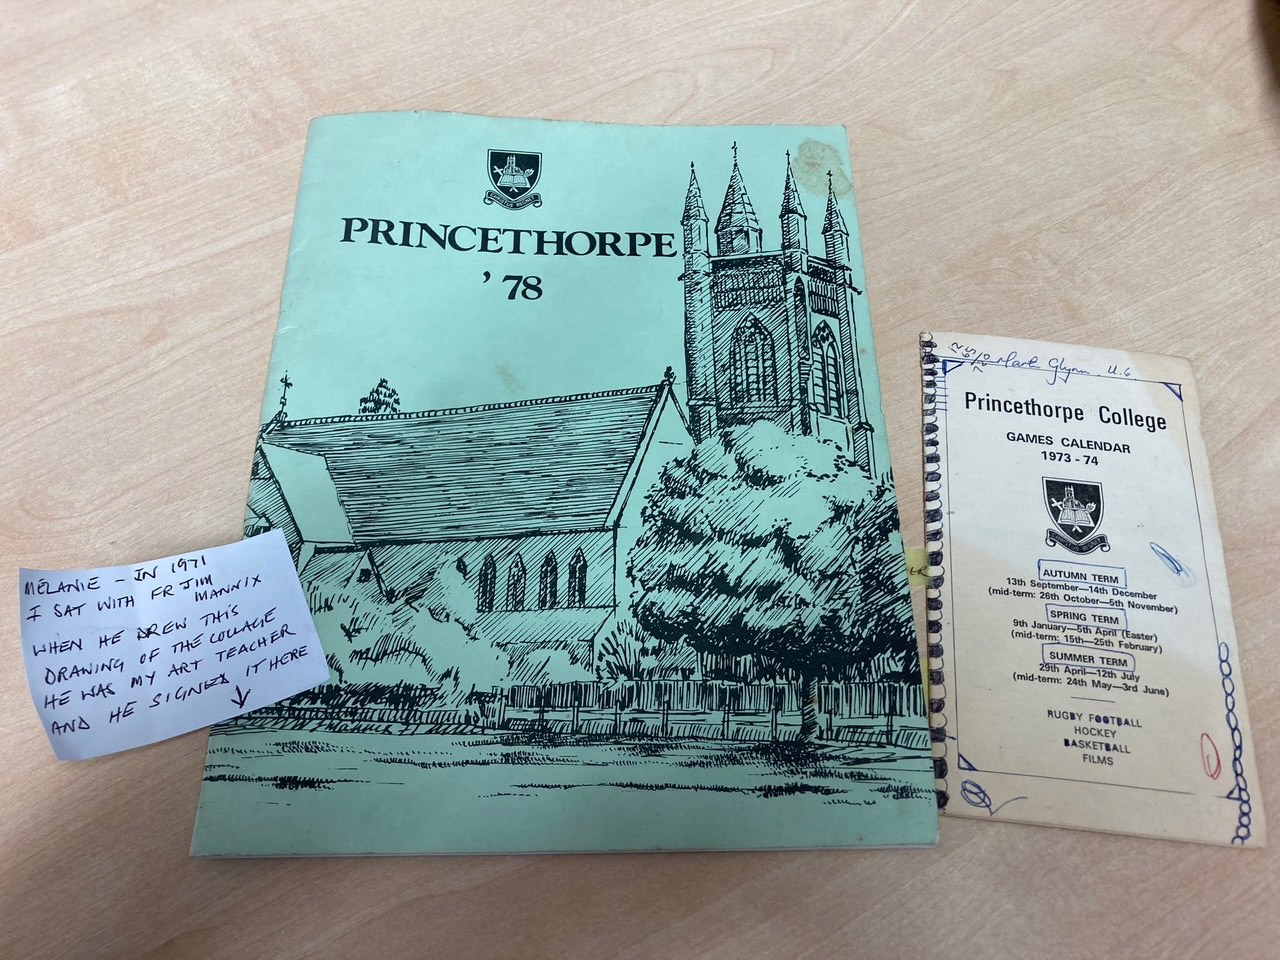 PRINCETHORPE
'78
MÉLANIE - IN 1971
I SAT WITH FR JIM
MANNIX
WHEN HE DREW THIS
DRAWING OF THE COLLAGE
HE WAS MY ART TEACHER
AND HE SIGNED IT HERE
Mark Glynn. U.6.
Princethorpe College
GAMES CALENDAR
1973 - 74
AUTUMN TERM
13th September—14th December
(mid-term: 26th October—5th November)
SPRING TERM
9th January—5th April (Easter)
(mid-term: 15th—25th February)
SUMMER TERM
29th April—12th July
(mid-term: 24th May—3rd June)
RUGBY FOOTBALL
HOCKEY
BASKETBALL
FILMS